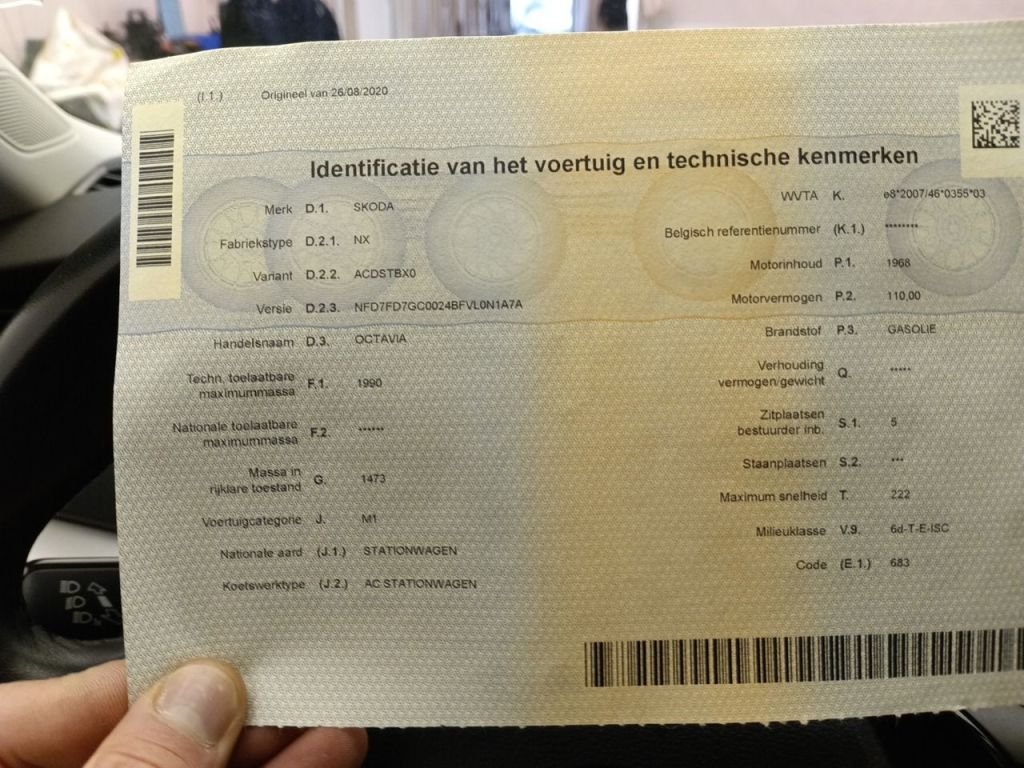 (I.1.) Origineel van 26/08/2020
Identificatie van het voertuig en technische kenmerken
Merk D.1. SKODA
Fabriekstype D.2.1. NX
Variant D.2.2. ACDSTBX0
Versie D.2.3. NFD7FD7GC0024BFVL0N1A7A
Handelsnaam D.3. OCTAVIA
Techn. toelaatbare
maximummassa F.1. 1990
Nationale toelaatbare
maximummassa F.2. ******
Massa in
rijklare toestand G. 1473
Voertuigcategorie J. M1
Nationale aard (J.1.) STATIONWAGEN
Koetswerktype (J.2.) AC STATIONWAGEN
WVTA K. e8*2007/46*0355*03
Belgisch referentienummer (K.1.) ********
Motorinhoud P.1. 1968
Motorvermogen P.2. 110,00
Brandstof P.3. GASOLIE
Verhouding
vermogen/gewicht Q. *****
Zitplaatsen
bestuurder inb. S.1. 5
Staanplaatsen S.2. ***
Maximum snelheid T. 222
Milieuklasse V.9. 6d-T-E-ISC
Code (E.1.) 683